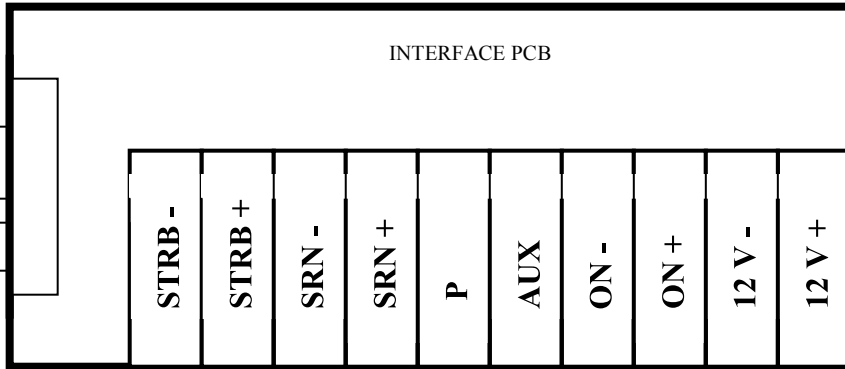 INTERFACE PCB
STRB -
STRB +
SRN -
SRN +
P
AUX
ON -
ON +
12 V -
12 V +